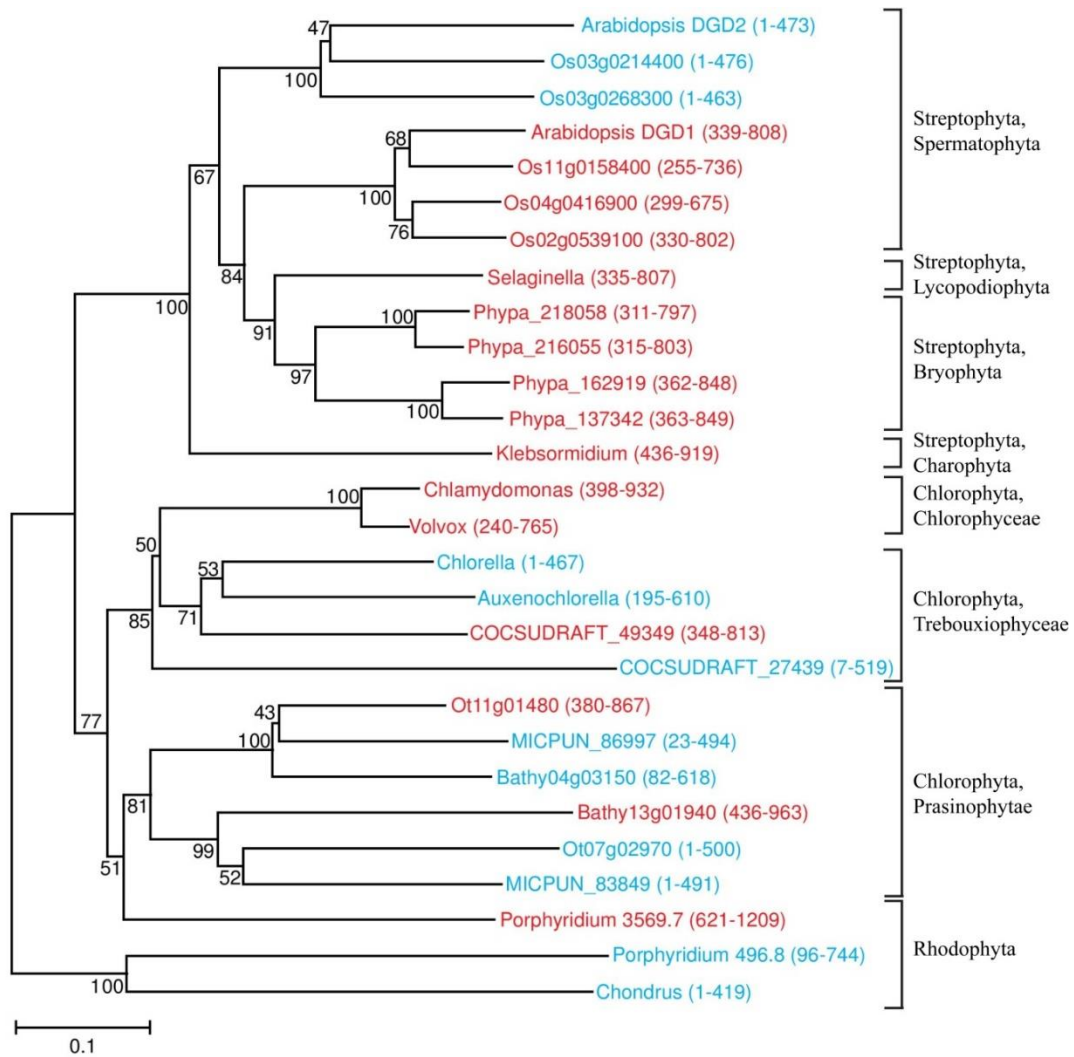 47
Arabidopsis DGD2 (1-473)
Os03g0214400 (1-476)
100
Os03g0268300 (1-463)
Streptophyta,
Spermatophyta
68
Arabidopsis DGD1 (339-808)
67
Os11g0158400 (255-736)
100
Os04g0416900 (299-675)
76
Os02g0539100 (330-802)
84
Selaginella (335-807)
Streptophyta,
Lycopodiophyta
100
91
100
Phypa_218058 (311-797)
Phypa_216055 (315-803)
Streptophyta,
Bryophyta
97
Phypa_162919 (362-848)
100
Phypa_137342 (363-849)
Klebsormidium (436-919)
Streptophyta,
Charophyta
100
Chlamydomonas (398-932)
Volvox (240-765)
Chlorophyta,
Chlorophyceae
50
53
Chlorella (1-467)
Auxenochlorella (195-610)
71
85
COCSUDRAFT_49349 (348-813)
COCSUDRAFT_27439 (7-519)
Chlorophyta,
Trebouxiophyceae
77
43
Ot11g01480 (380-867)
100
MICPUN_86997 (23-494)
Bathy04g03150 (82-618)
81
Bathy13g01940 (436-963)
99
Ot07g02970 (1-500)
52
MICPUN_83849 (1-491)
Chlorophyta,
Prasinophytae
51
Porphyridium 3569.7 (621-1209)
Porphyridium 496.8 (96-744)
100
Chondrus (1-419)
Rhodophyta
0.1